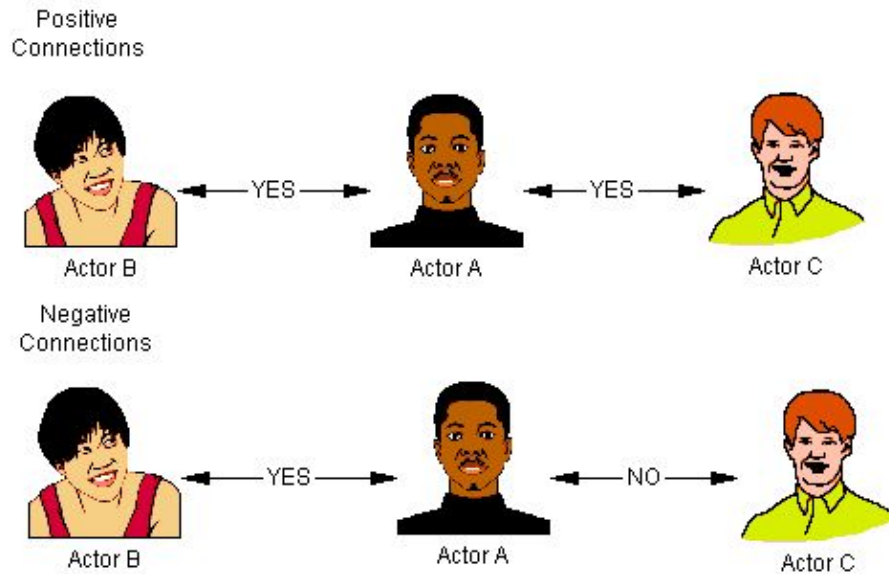 Positive
Connections
YES
YES
Actor B
Actor A
Actor C
Negative
Connections
YES
NO
Actor B
Actor A
Actor C